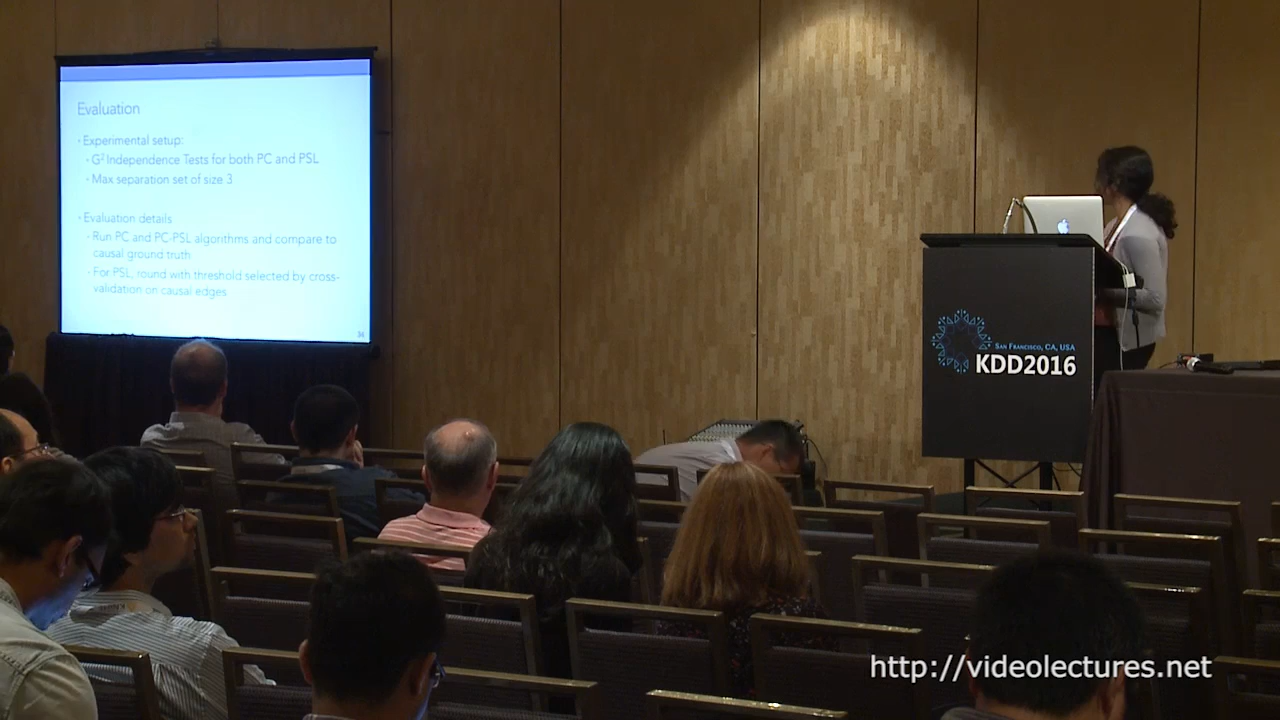 Evaluation
· Experimental setup:
· G² Independence Tests for both PC and PSL
· Max separation set of size 3
· Evaluation details
· Run PC and PC-PSL algorithms and compare to
causal ground truth
· For PSL, round with threshold selected by cross-
validation on causal edges
SAN FRANCISCO, CA, USA
KDD2016
http://videolectures.net